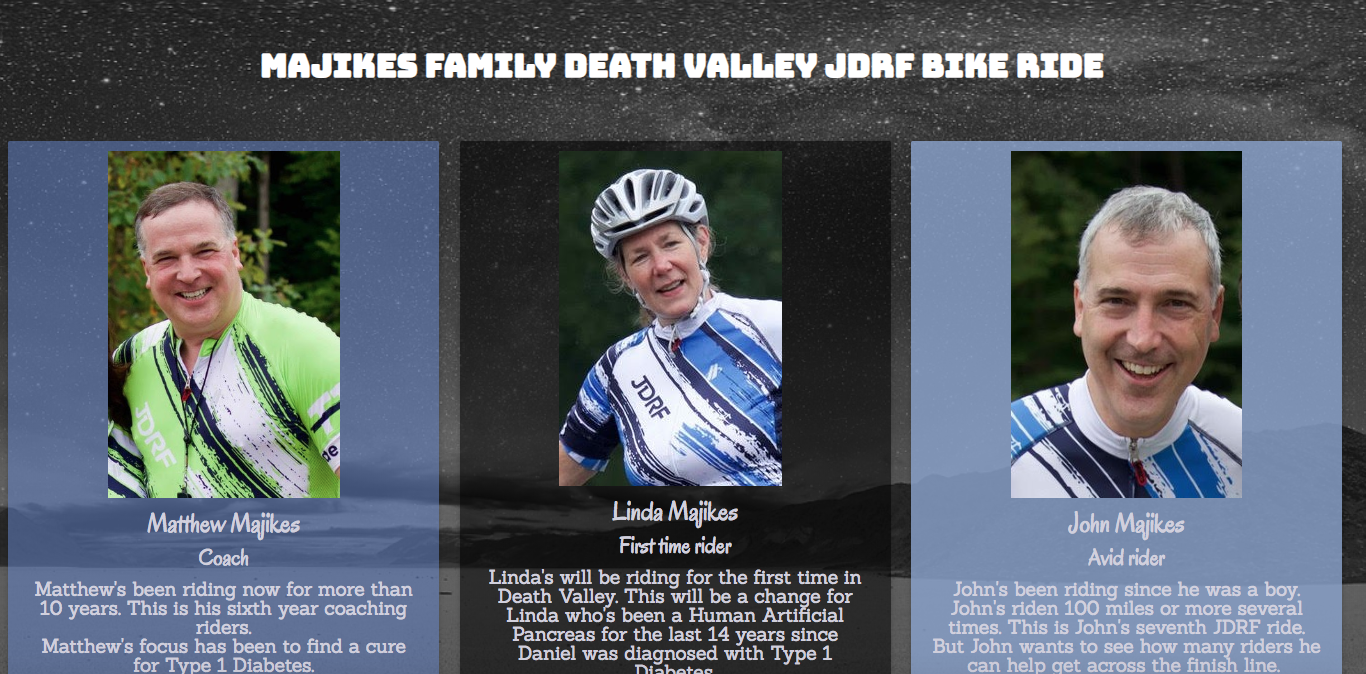 MAJIKES FAMILY DEATH VALLEY JDRF BIKE RIDE
JDRF
Matthew Majikes
Coach
Matthew's been riding now for more than
10 years. This is his sixth year coaching
riders.
Matthew's focus has been to find a cure
for Type 1 Diabetes.
JDRF
Linda Majikes
First time rider
Linda's will be riding for the first time in
Death Valley. This will be a change for
Linda who's been a Human Artificial
Pancreas for the last 14 years since
Daniel was diagnosed with Type 1
Diabetes.
John Majikes
Avid rider
John's been riding since he was a boy.
John's riden 100 miles or more several
times. This is John's seventh JDRF ride.
But John wants to see how many riders he
can help get across the finish line.